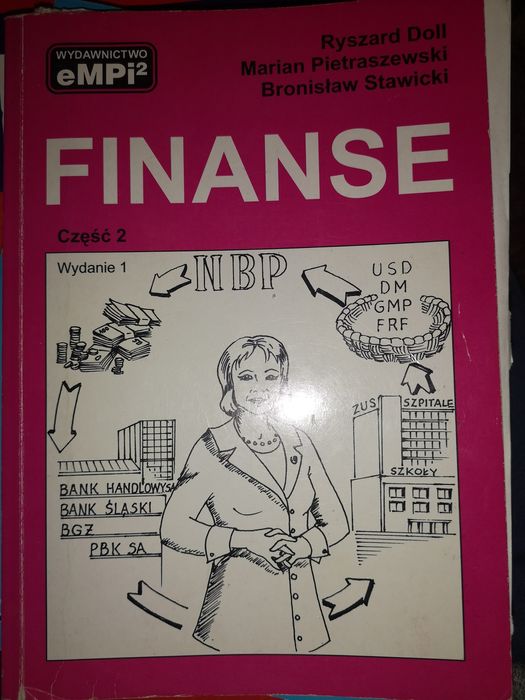 WYDAWNICTWO
eMPi²
Ryszard Doll
Marian Pietraszewski
Bronisław Stawicki
FINANSE
Część 2
Wydanie 1
NBP
USD
DM
GMP
FRF
ZUS
SZPITALE
SZKOŁY
BANK HANDLOWY SA
BANK ŚLĄSKI
BGŻ
PBK SA